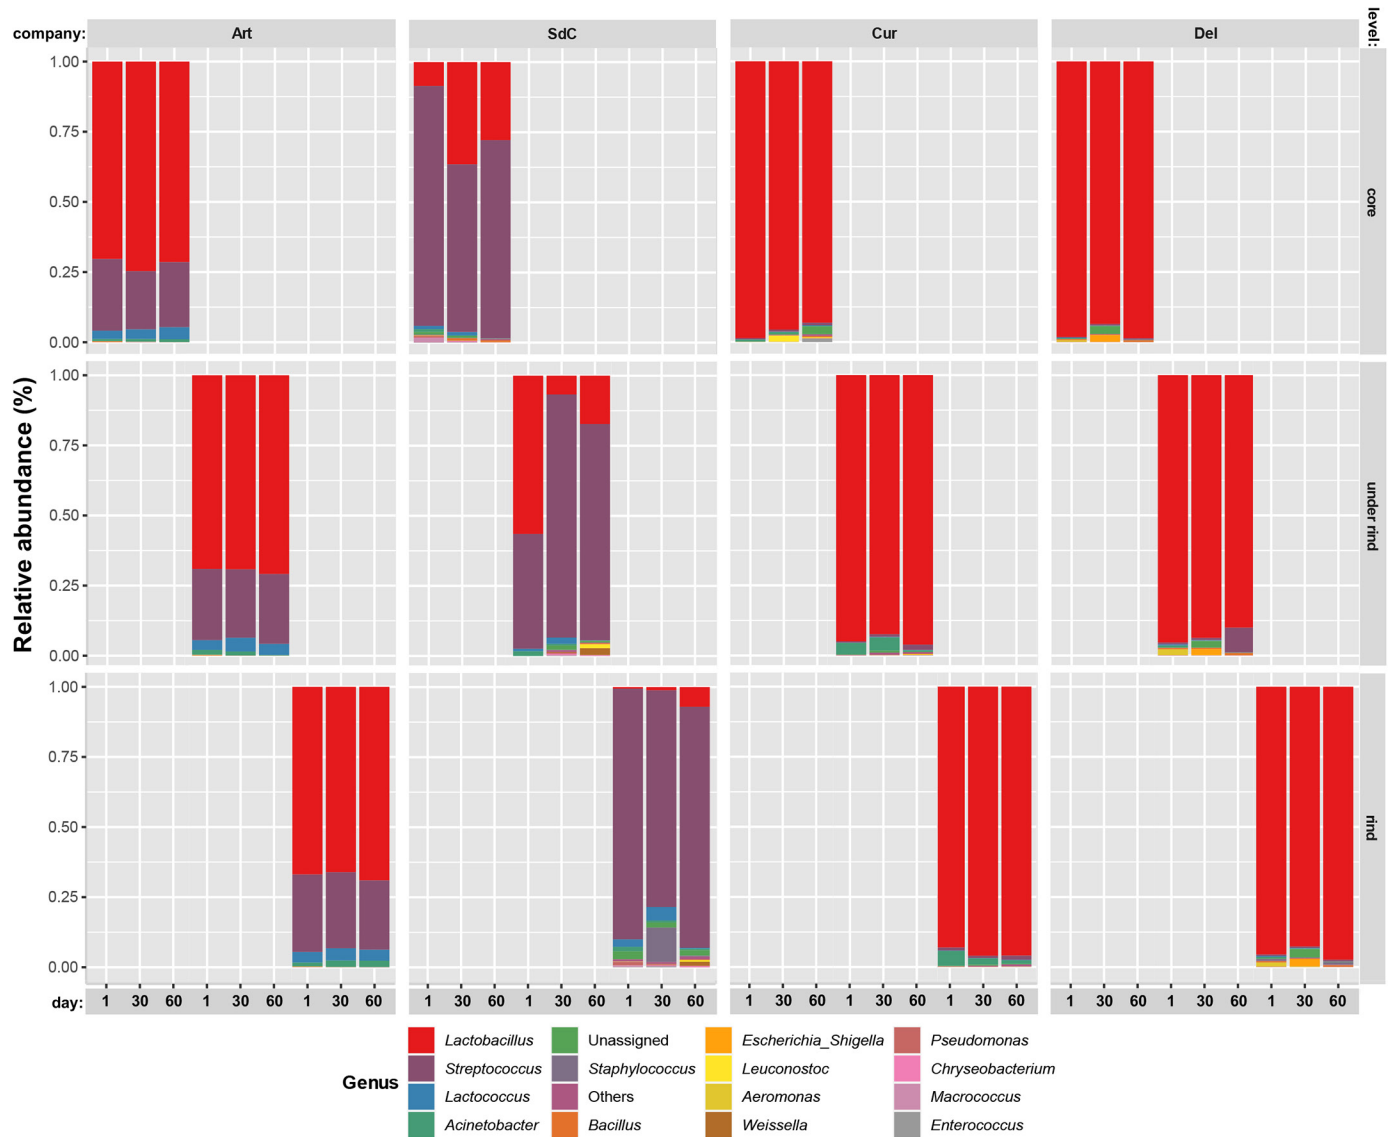 company: Art SdC Cur Del level:
1.00
0.75
0.50
0.25
0.00
core
1.00
0.75
0.50
0.25
0.00
under rind
1.00
0.75
0.50
0.25
0.00
rind
Relative abundance (%)
day: 1 30 60 1 30 60 1 30 60 1 30 60 1 30 60 1 30 60 1 30 60 1 30 60 1 30 60 1 30 60 1 30 60 1 30 60
Genus
Lactobacillus Unassigned Escherichia_Shigella Pseudomonas
Streptococcus Staphylococcus Leuconostoc Chryseobacterium
Lactococcus Others Aeromonas Macrococcus
Acinetobacter Bacillus Weissella Enterococcus